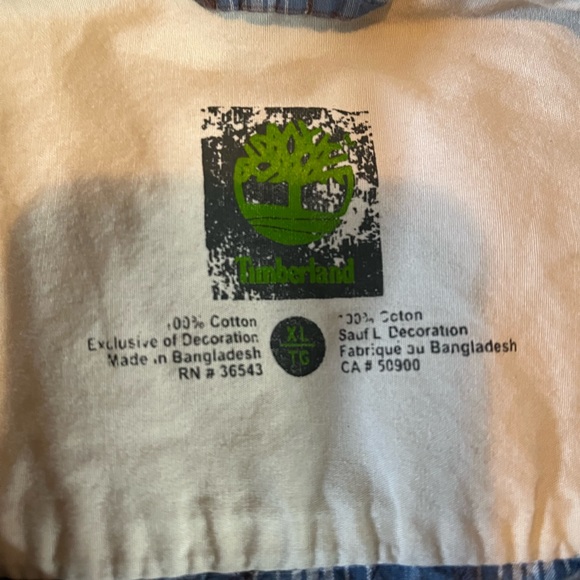 Timberland
100% Cotton
Exclusive of Decoration
Made in Bangladesh
RN # 36543
XL
TG
100% Coton
Sauf L Decoration
Fabriqué au Bangladesh
CA # 50900